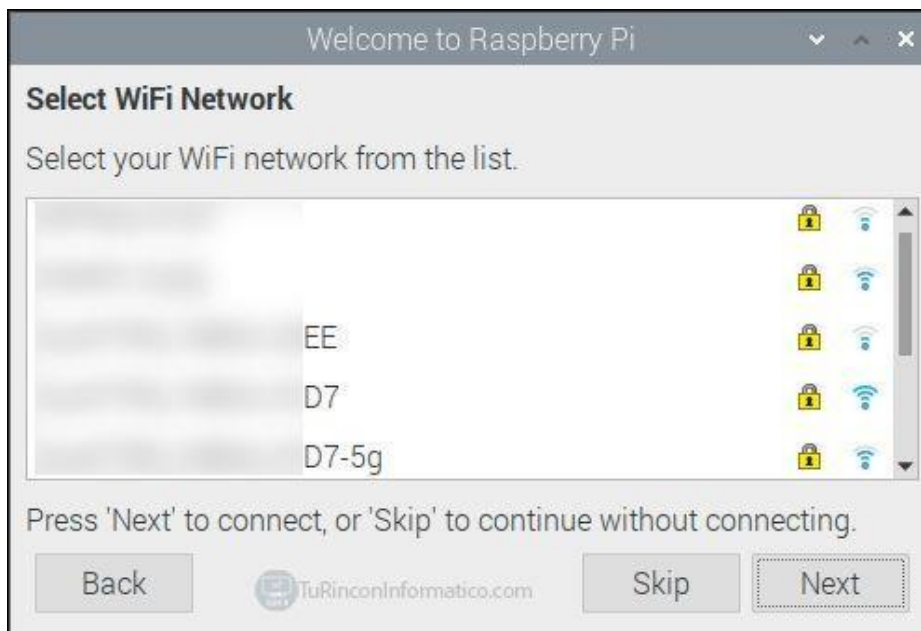 Welcome to Raspberry Pi
Select WiFi Network
Select your WiFi network from the list.
EE
D7
D7-5g
Press 'Next' to connect, or 'Skip' to continue without connecting.
Back TuRinconInformatico.com Skip Next